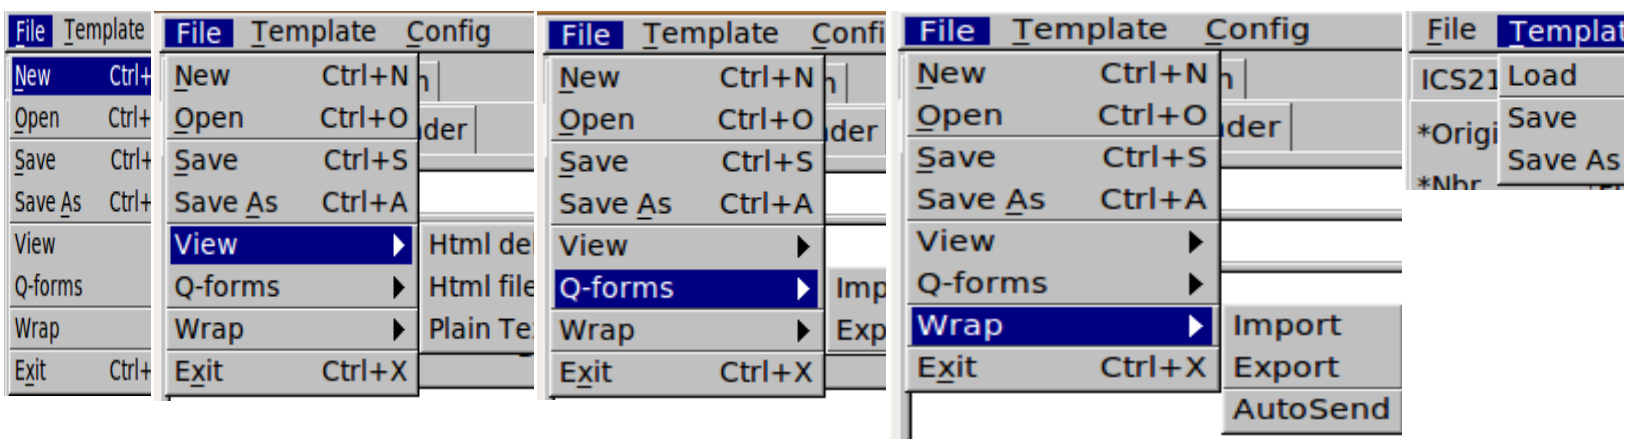 File Template
New Ctrl+
Open Ctrl+
Save Ctrl+
Save As Ctrl+
View
Q-forms
Wrap
Exit Ctrl+
File Template Config
New Ctrl+N
Open Ctrl+O
der
Save Ctrl+S
Save As Ctrl+A
View Html de
Q-forms Html file
Wrap Plain Te
Exit Ctrl+X
File Template Confi
New Ctrl+N
Open Ctrl+O
der
Save Ctrl+S
Save As Ctrl+A
View
Q-forms Imp
Wrap Exp
Exit Ctrl+X
File Template Config
New Ctrl+N
Open Ctrl+O
der
Save Ctrl+S
Save As Ctrl+A
View
Q-forms
Wrap Import
Exit Ctrl+X Export
AutoSend
File Templat
ICS21 Load
*Origi Save
*Nbr Save As